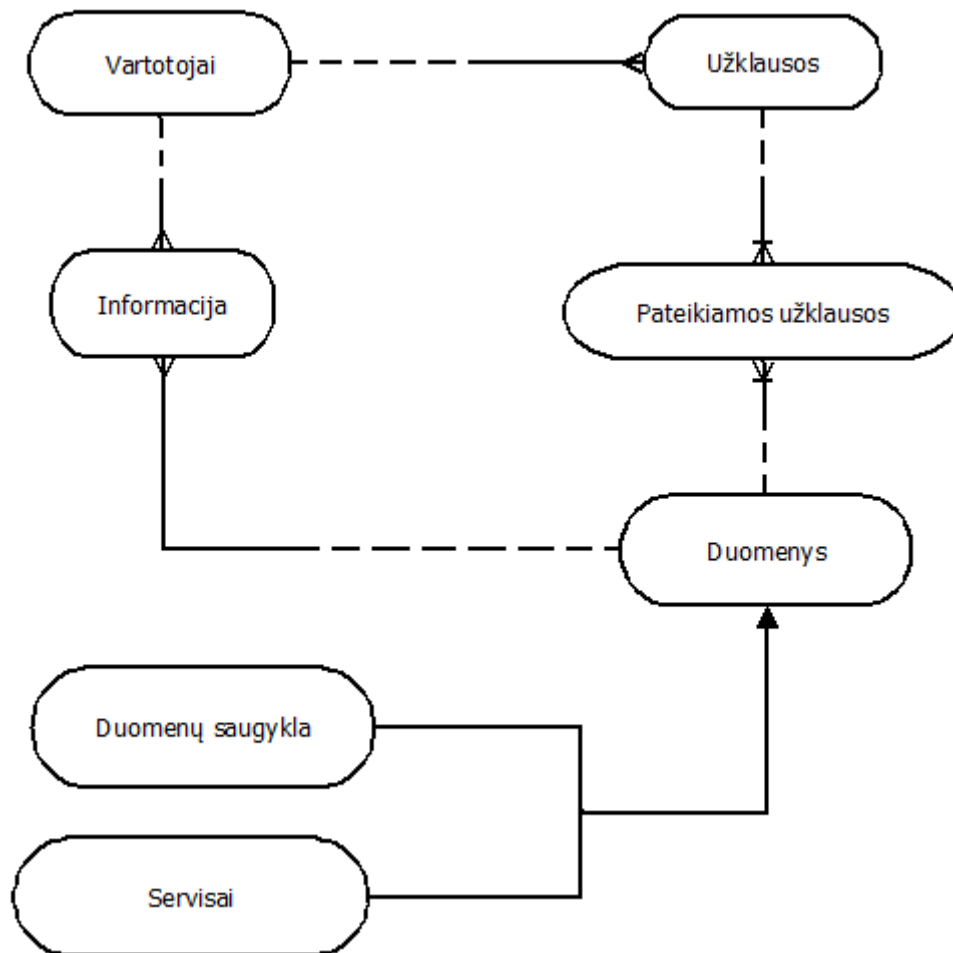 Vartotojai
Užklausos
Informacija
Pateikiamos užklausos
Duomenys
Duomenų saugykla
Servisai